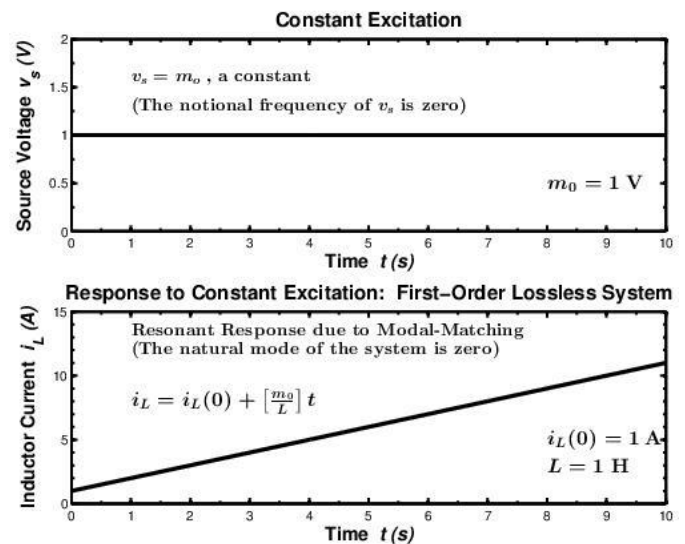 Constant Excitation
Source Voltage v_s (V)
2
1.5
1
0.5
0
v_s = m_o , a constant
(The notional frequency of v_s is zero)
m_0 = 1 V
0 1 2 3 4 5 6 7 8 9 10
Time t(s)
Response to Constant Excitation: First–Order Lossless System
Inductor Current i_L (A)
15
10
5
0
Resonant Response due to Modal-Matching
(The natural mode of the system is zero)
i_L = i_L(0) + [m_0/L] t
i_L(0) = 1 A
L = 1 H
0 1 2 3 4 5 6 7 8 9 10
Time t(s)